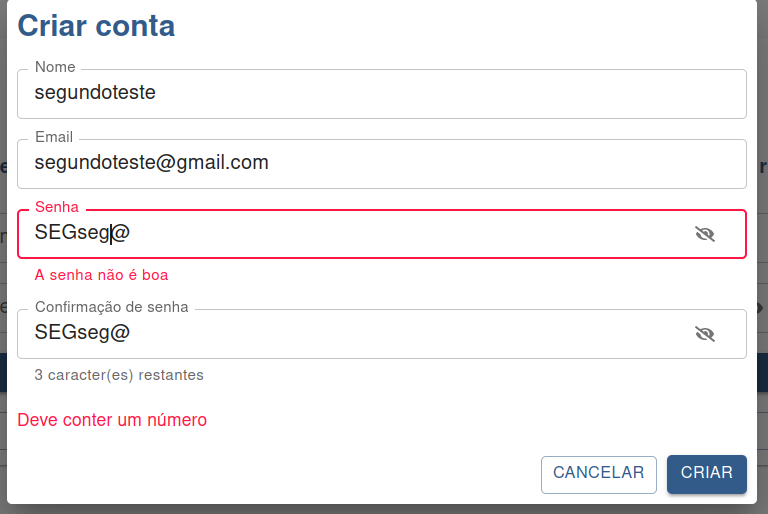 Criar conta
Nome
segundoteste
Email
segundoteste@gmail.com
Senha
SEGseg@
A senha não é boa
Confirmação de senha
SEGseg@
3 caracter(es) restantes
Deve conter um número
CANCELAR
CRIAR